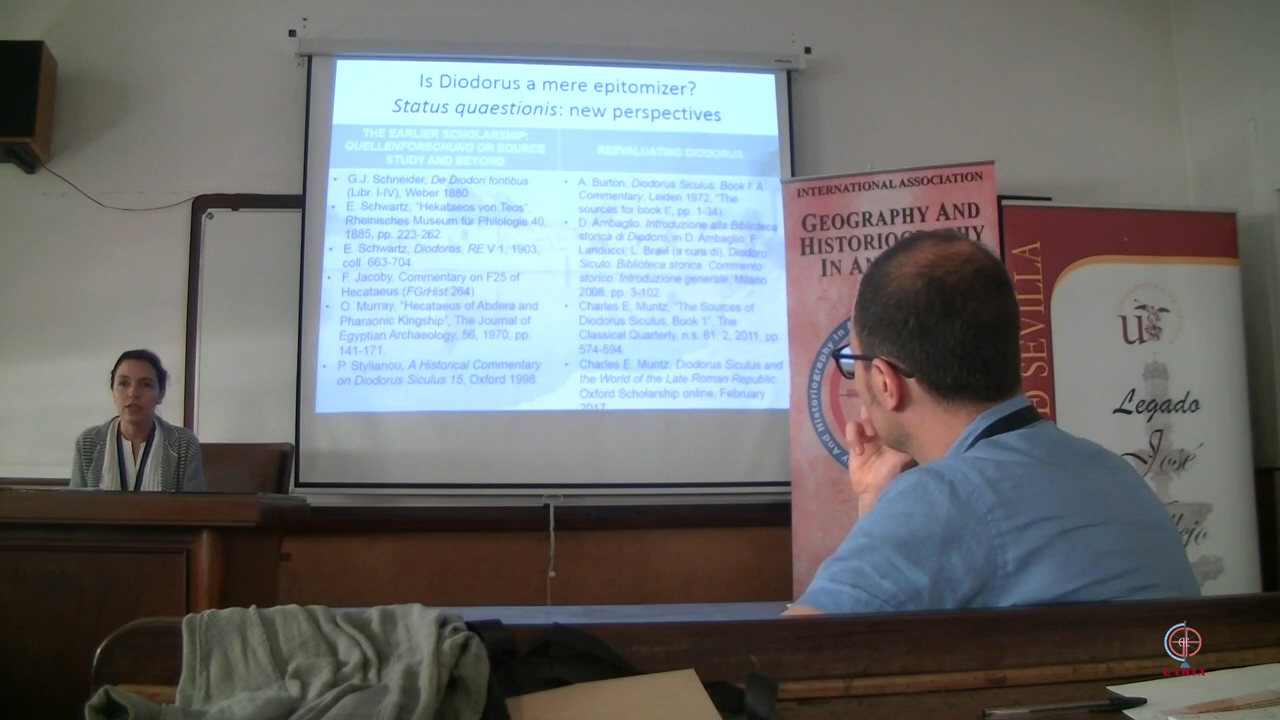 Is Diodorus a mere epitomizer?
Status quaestionis: new perspectives
THE EARLIER SCHOLARSHIP:
QUELLENFORSCHUNG OR SOURCE
STUDY AND BEYOND
• G.J. Schneider, De Diodori fontibus
(Libr. I-IV), Weber 1880.
• E. Schwartz, "Hekataeos von Teos",
Rheinisches Museum für Philologie 40,
1885, pp. 223-262.
• E. Schwartz, Diodoros, RE V 1, 1903,
coll. 663-704.
• F. Jacoby, Commentary on F25 of
Hecataeus (FGrHist 264).
• O. Murray, "Hecataeus of Abdera and
Pharaonic Kingship", The Journal of
Egyptian Archaeology, 56, 1970, pp.
141-171.
• P. Stylianou, A Historical Commentary
on Diodorus Siculus 15, Oxford 1998.
REEVALUATING DIODORUS
• A. Burton, Diodorus Siculus. Book I. A
Commentary, Leiden 1972, "The
sources for book I", pp. 1-34).
• D. Ambaglio, Introduzione alla Biblioteca
storica di Diodoro, in D. Ambaglio, F.
Landucci, L. Bravi (a cura di), Diodoro
Siculo. Biblioteca storica. Commento
storico. Introduzione generale, Milano
2008, pp. 3-102.
• Charles E. Muntz, "The Sources of
Diodorus Siculus, Book 1", The
Classical Quarterly, n.s. 61, 2, 2011, pp.
574-594.
• Charles E. Muntz, Diodorus Siculus and
the World of the Late Roman Republic.
Oxford Scholarship online, February
2017.
INTERNATIONAL ASSOCIATION
GEOGRAPHY AND
HISTORIOGRAPHY
IN
And Historiography in
D SEVILLA
us
Legado
José